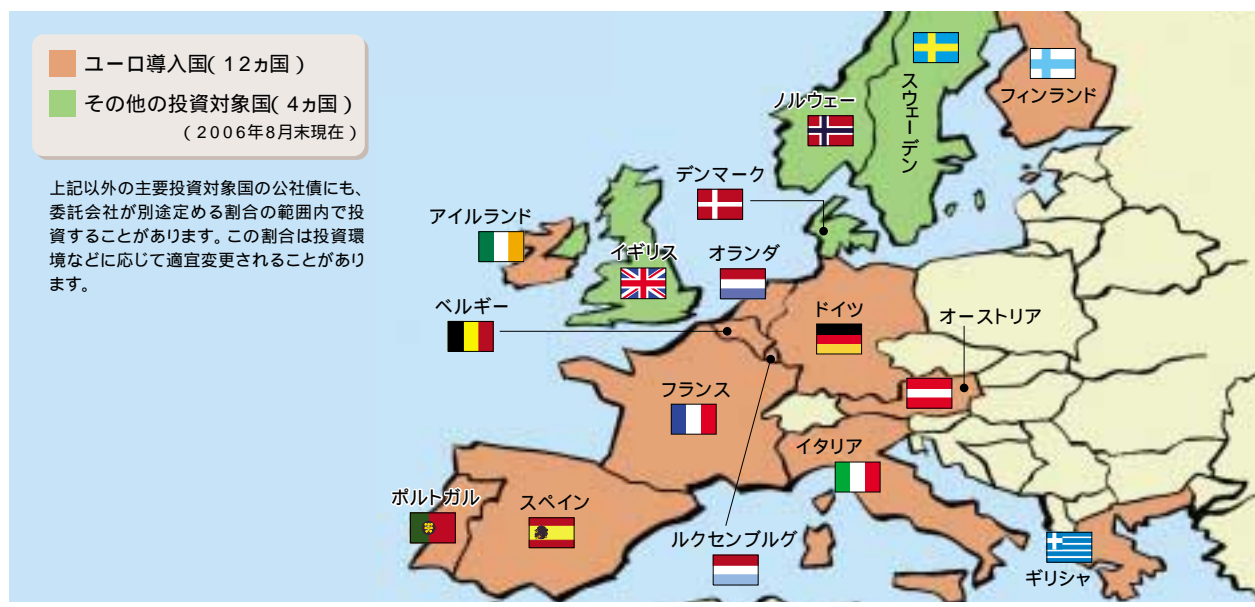 ユーロ導入国( 12ヵ国 )
その他の投資対象国( 4ヵ国 )
( 2006年8月末現在 )
上記以外の主要投資対象国の公社債にも、
委託会社が別途定める割合の範囲内で投
資することがあります。この割合は投資環
境などに応じて適宜変更されることがあり
ます。
スウェーデン
フィンランド
ノルウェー
デンマーク
アイルランド
イギリス
オランダ
ベルギー
ドイツ
オーストリア
フランス
イタリア
ポルトガル
スペイン
ルクセンブルグ
ギリシャ